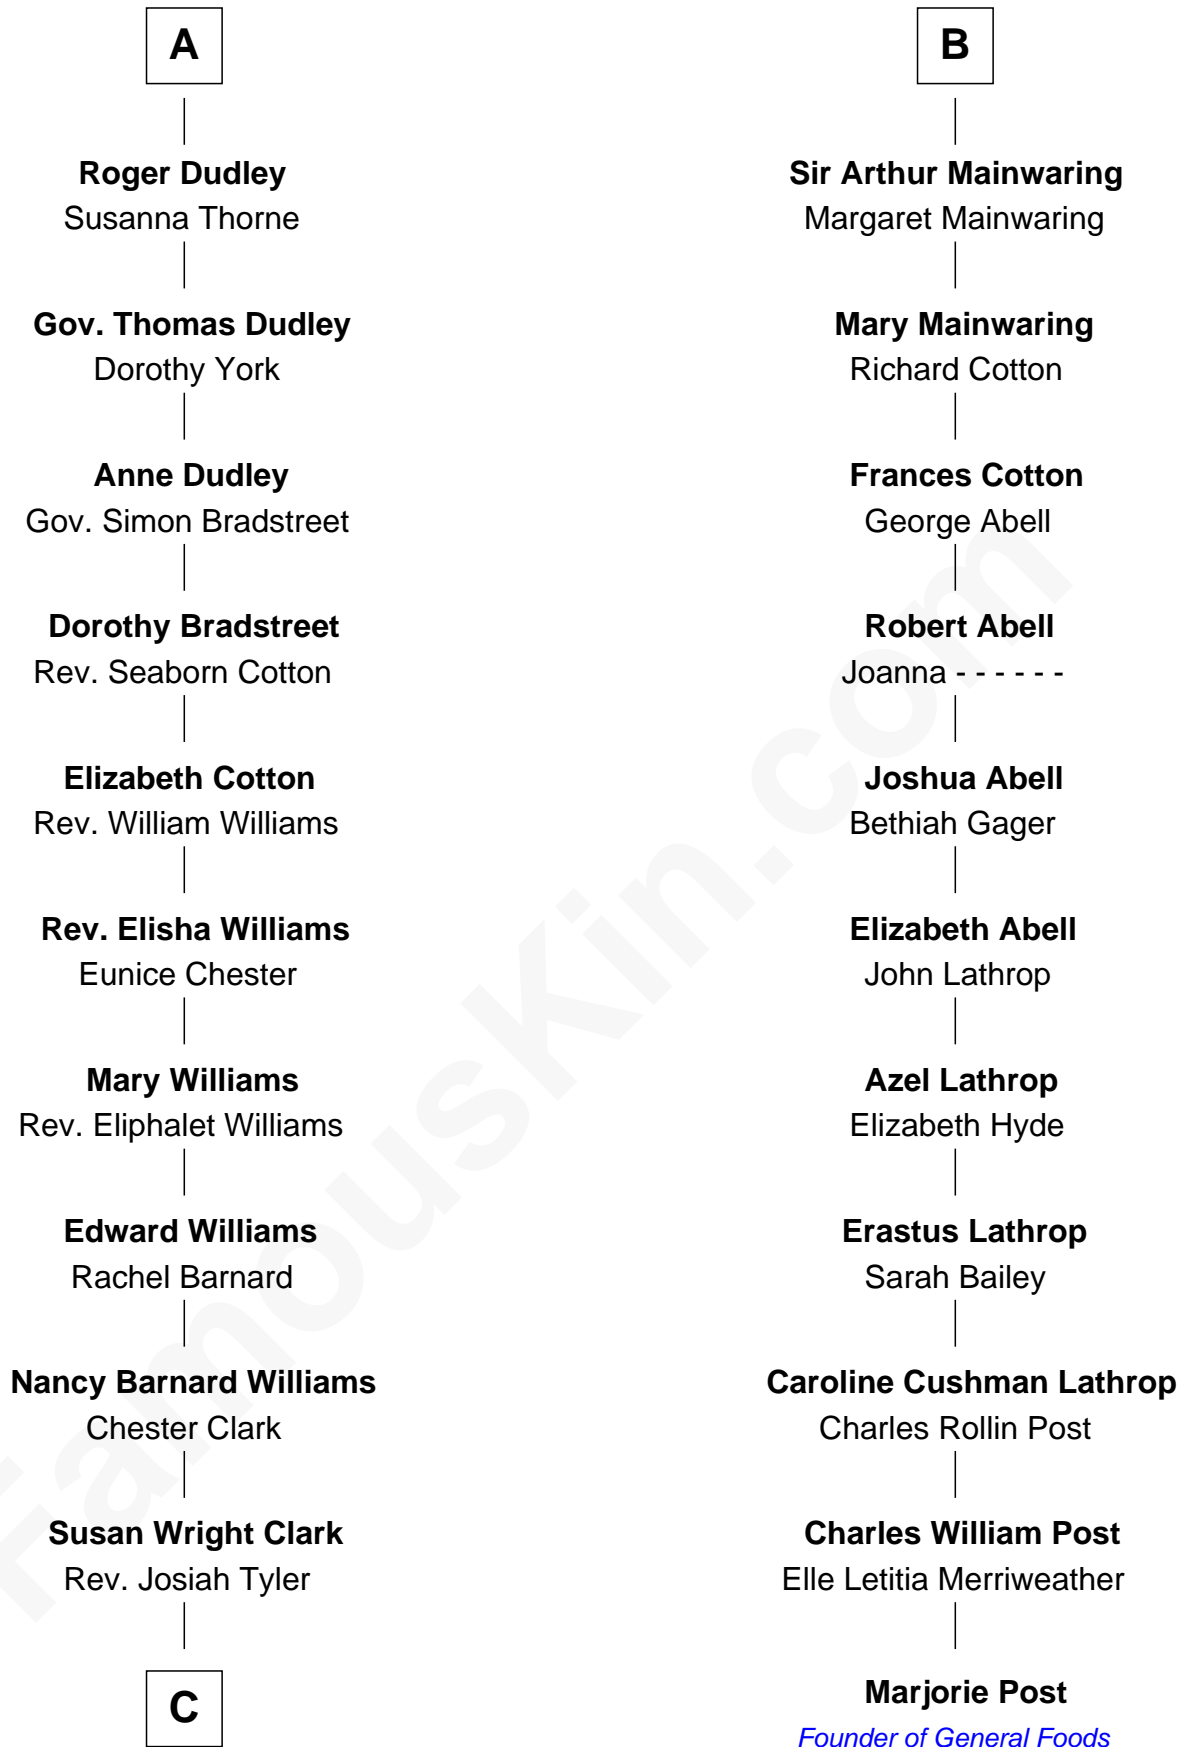 A
Roger Dudley
Susanna Thorne
Gov. Thomas Dudley
Dorothy York
Anne Dudley
Gov. Simon Bradstreet
Dorothy Bradstreet
Rev. Seaborn Cotton
Elizabeth Cotton
Rev. William Williams
Rev. Elisha Williams
Eunice Chester
Mary Williams
Rev. Eliphalet Williams
Edward Williams
Rachel Barnard
Nancy Barnard Williams
Chester Clark
Susan Wright Clark
Rev. Josiah Tyler
C
B
Sir Arthur Mainwaring
Margaret Mainwaring
Mary Mainwaring
Richard Cotton
Frances Cotton
George Abell
Robert Abell
Joanna - - - - - -
Joshua Abell
Bethiah Gager
Elizabeth Abell
John Lathrop
Azel Lathrop
Elizabeth Hyde
Erastus Lathrop
Sarah Bailey
Caroline Cushman Lathrop
Charles Rollin Post
Charles William Post
Elle Letitia Merriweather
Marjorie Post
Founder of General Foods
FamousKin.com